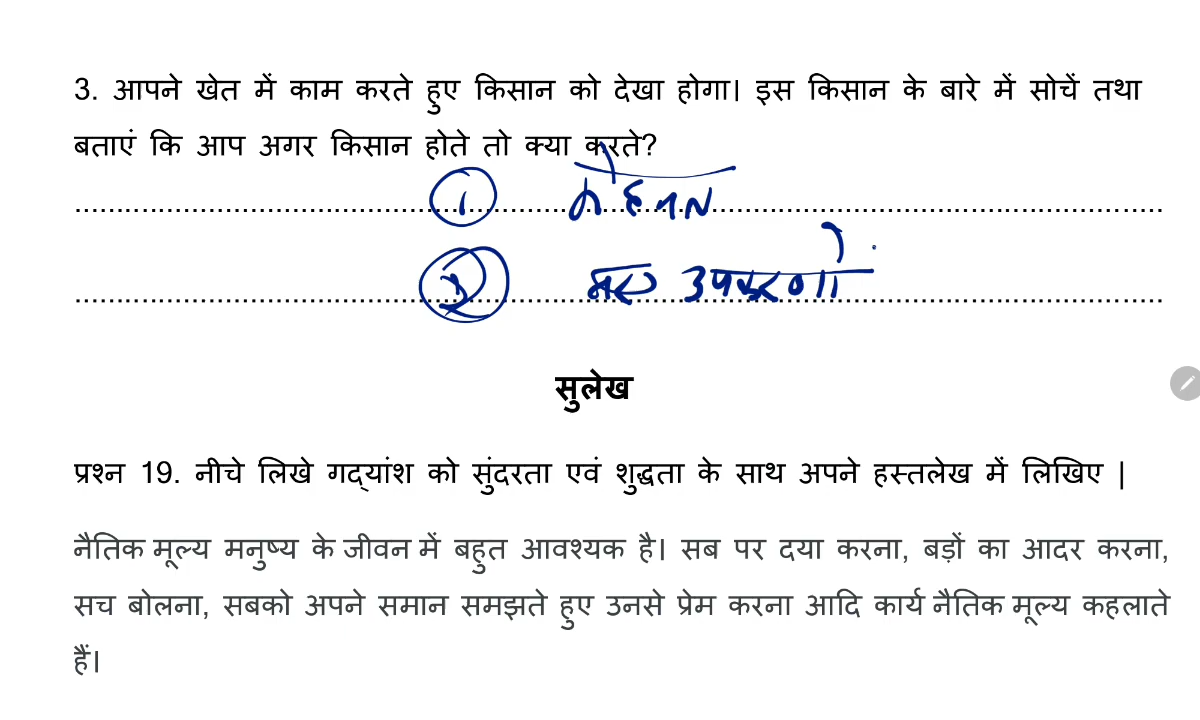 3. आपने खेत में काम करते हुए किसान को देखा होगा। इस किसान के बारे में सोचें तथा
बताएं कि आप अगर किसान होते तो क्या करते?
1 मेहनत
2 उपकरणों
सुलेख
प्रश्न 19. नीचे लिखे गद्यांश को सुंदरता एवं शुद्धता के साथ अपने हस्तलेख में लिखिए |
नैतिक मूल्य मनुष्य के जीवन में बहुत आवश्यक है। सब पर दया करना, बड़ों का आदर करना,
सच बोलना, सबको अपने समान समझते हुए उनसे प्रेम करना आदि कार्य नैतिक मूल्य कहलाते
हैं।